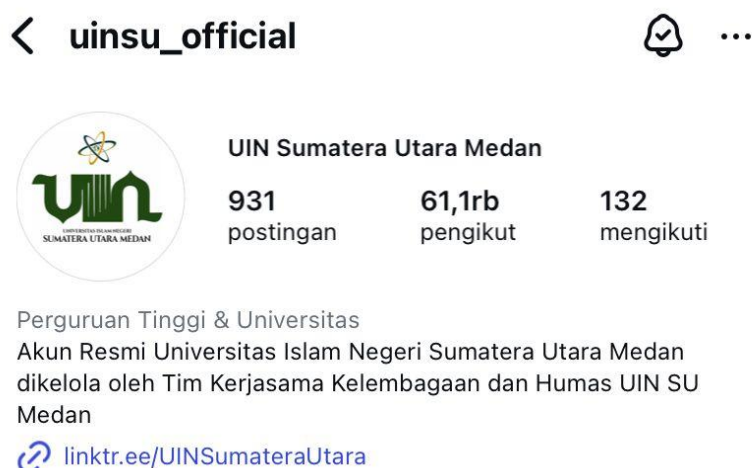 uinsu_official
UIN
UNIVERSITAS ISLAM NEGERI
SUMATERA UTARA MEDAN
UIN Sumatera Utara Medan
931 61,1rb 132
postingan pengikut mengikuti
Perguruan Tinggi & Universitas
Akun Resmi Universitas Islam Negeri Sumatera Utara Medan
dikelola oleh Tim Kerjasama Kelembagaan dan Humas UIN SU
Medan
linktr.ee/UINSumateraUtara